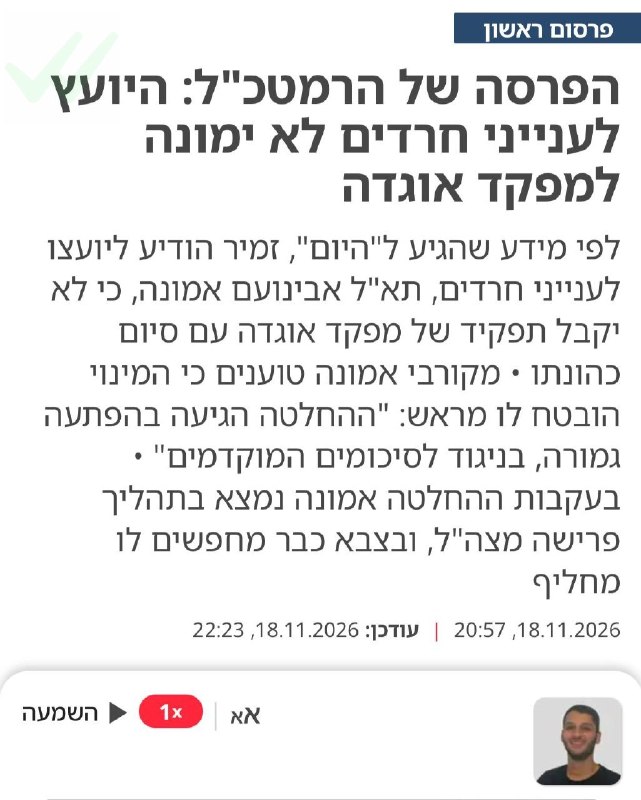 פרסום ראשון
הפרסה של הרמטכ"ל: היועץ
לענייני חרדים לא ימונה
למפקד אוגדה
לפי מידע שהגיע ל"היום", זמיר הודיע ליועצו
לענייני חרדים, תא"ל אבינועם אמונה, כי לא
יקבל תפקיד של מפקד אוגדה עם סיום
כהונתו • מקורבי אמונה טוענים כי המינוי
הובטח לו מראש: "ההחלטה הגיעה בהפתעה
גמורה, בניגוד לסיכומים המוקדמים" •
בעקבות ההחלטה אמונה נמצא בתהליך
פרישה מצה"ל, ובצבא כבר מחפשים לו
מחליף
18.11.2026, 20:57 | עודכן: 18.11.2026, 22:23
אא 1x השמעה